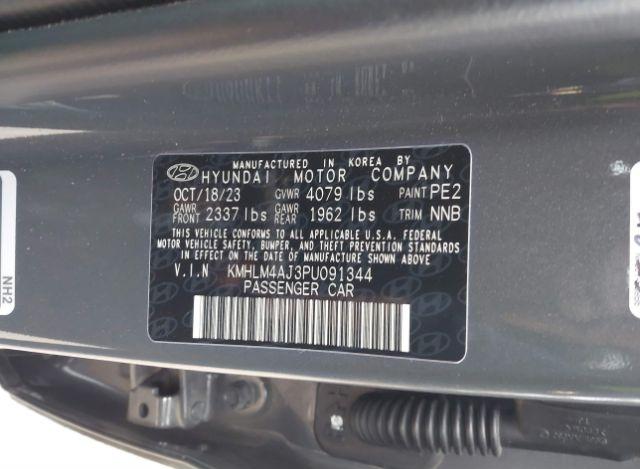 MANUFACTURED IN KOREA BY
HYUNDAI MOTOR COMPANY
OCT/18/23 GVWR 4079 lbs PAINT PE2
GAWR FRONT 2337 lbs GAWR REAR 1962 lbs TRIM NNB
THIS VEHICLE CONFORMS TO ALL APPLICABLE U.S.A. FEDERAL
MOTOR VEHICLE SAFETY, BUMPER, AND THEFT PREVENTION STANDARDS
IN EFFECT ON THE DATE OF MANUFACTURE SHOWN ABOVE
V.I.N KMHLM4AJ3PU091344
PASSENGER CAR
NH2